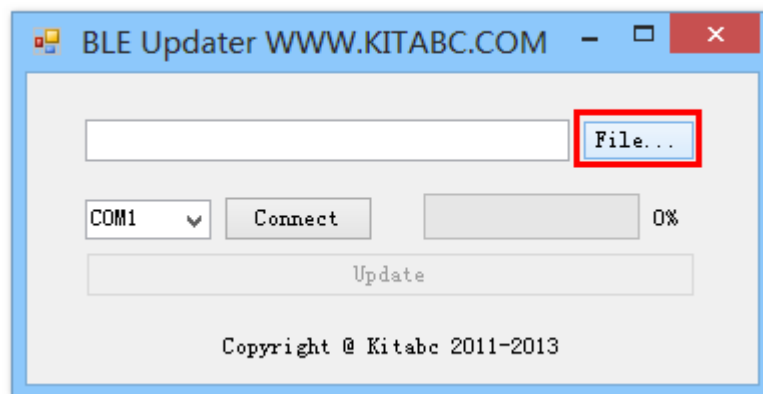 BLE Updater WWW.KITABC.COM
File...
COM1 Connect 0%
Update
Copyright @ Kitabc 2011-2013